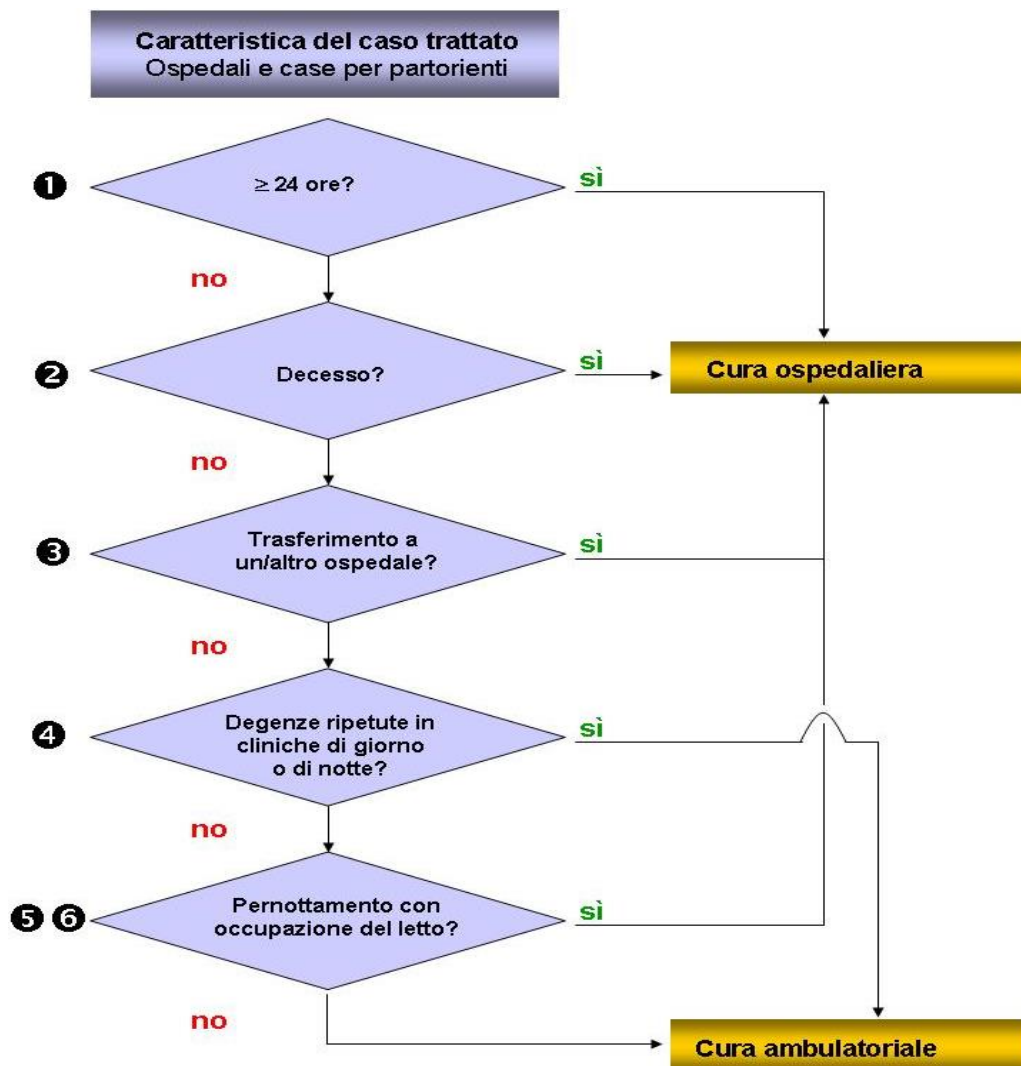 Caratteristica del caso trattato
Ospedali e case per partorienti
❶
≥ 24 ore?
sì
no
❷
Decesso?
sì
Cura ospedaliera
no
❸
Trasferimento a
un/altro ospedale?
sì
no
❹
Degenze ripetute in
cliniche di giorno
o di notte?
sì
no
❺ ❻
Pernottamento con
occupazione del letto?
sì
no
Cura ambulatoriale